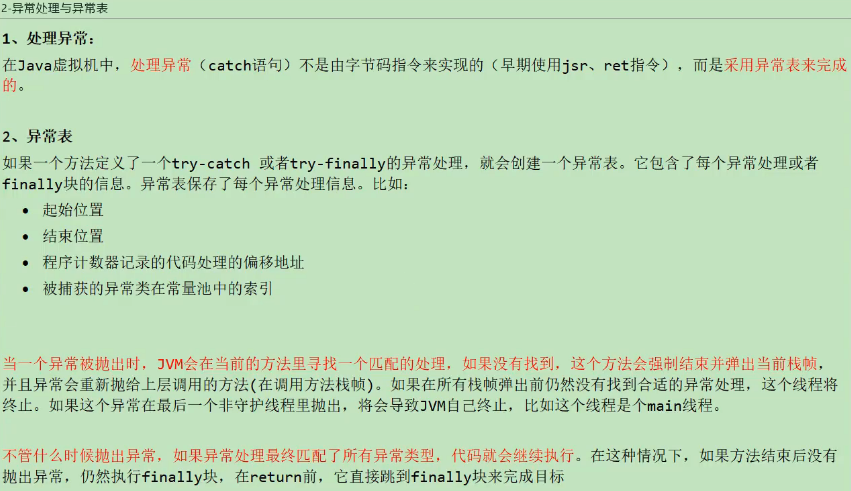 2-异常处理与异常表
1、处理异常：
在Java虚拟机中，处理异常（catch语句）不是由字节码指令来实现的（早期使用jsr、ret指令），而是采用异常表来完成
的。
2、异常表
如果一个方法定义了一个try-catch 或者try-finally的异常处理，就会创建一个异常表。它包含了每个异常处理或者
finally块的信息。异常表保存了每个异常处理信息。比如：
• 起始位置
• 结束位置
• 程序计数器记录的代码处理的偏移地址
• 被捕获的异常类在常量池中的索引
当一个异常被抛出时，JVM会在当前的方法里寻找一个匹配的处理，如果没有找到，这个方法会强制结束并弹出当前栈帧，
并且异常会重新抛给上层调用的方法(在调用方法栈帧)。如果在所有栈帧弹出前仍然没有找到合适的异常处理，这个线程将
终止。如果这个异常在最后一个非守护线程里抛出，将会导致JVM自己终止，比如这个线程是个main线程。
不管什么时候抛出异常，如果异常处理最终匹配了所有异常类型，代码就会继续执行。在这种情况下，如果方法结束后没有
抛出异常，仍然执行finally块，在return前，它直接跳到finally块来完成目标